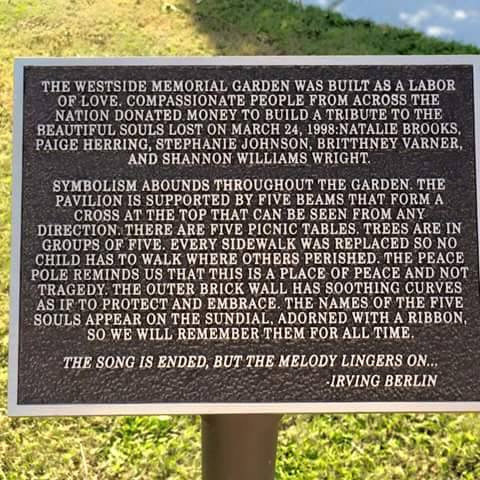 THE WESTSIDE MEMORIAL GARDEN WAS BUILT AS A LABOR
OF LOVE. COMPASSIONATE PEOPLE FROM ACROSS THE
NATION DONATED MONEY TO BUILD A TRIBUTE TO THE
BEAUTIFUL SOULS LOST ON MARCH 24, 1998:NATALIE BROOKS,
PAIGE HERRING, STEPHANIE JOHNSON, BRITTHNEY VARNER,
AND SHANNON WILLIAMS WRIGHT.
SYMBOLISM ABOUNDS THROUGHOUT THE GARDEN. THE
PAVILION IS SUPPORTED BY FIVE BEAMS THAT FORM A
CROSS AT THE TOP THAT CAN BE SEEN FROM ANY
DIRECTION. THERE ARE FIVE PICNIC TABLES. TREES ARE IN
GROUPS OF FIVE. EVERY SIDEWALK WAS REPLACED SO NO
CHILD HAS TO WALK WHERE OTHERS PERISHED. THE PEACE
POLE REMINDS US THAT THIS IS A PLACE OF PEACE AND NOT
TRAGEDY. THE OUTER BRICK WALL HAS SOOTHING CURVES
AS IF TO PROTECT AND EMBRACE. THE NAMES OF THE FIVE
SOULS APPEAR ON THE SUNDIAL, ADORNED WITH A RIBBON,
SO WE WILL REMEMBER THEM FOR ALL TIME.
THE SONG IS ENDED, BUT THE MELODY LINGERS ON...
-IRVING BERLIN